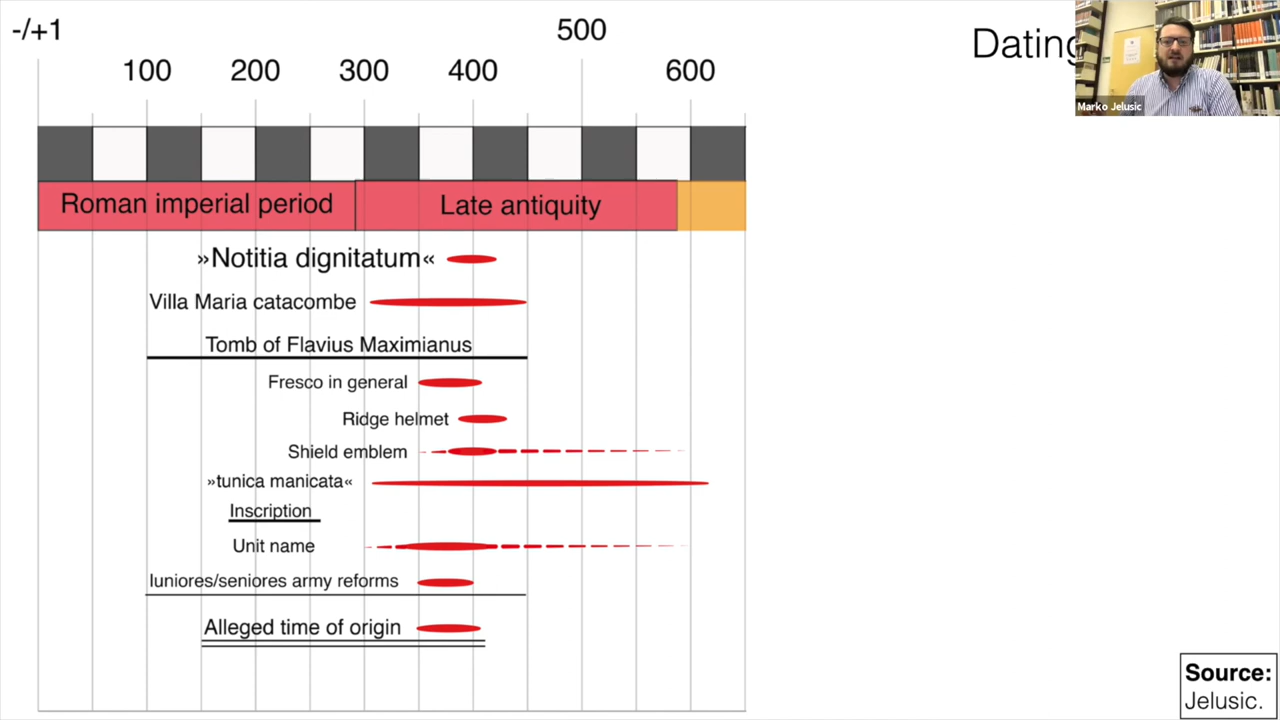 -/+1
500
Dating
100 200 300 400 600
Marko Jelusic
Roman imperial period
Late antiquity
»Notitia dignitatum«
Villa Maria catacombe
Tomb of Flavius Maximianus
Fresco in general
Ridge helmet
Shield emblem
»tunica manicata«
Inscription
Unit name
Iuniores/seniores army reforms
Alleged time of origin
Source:
Jelusic.